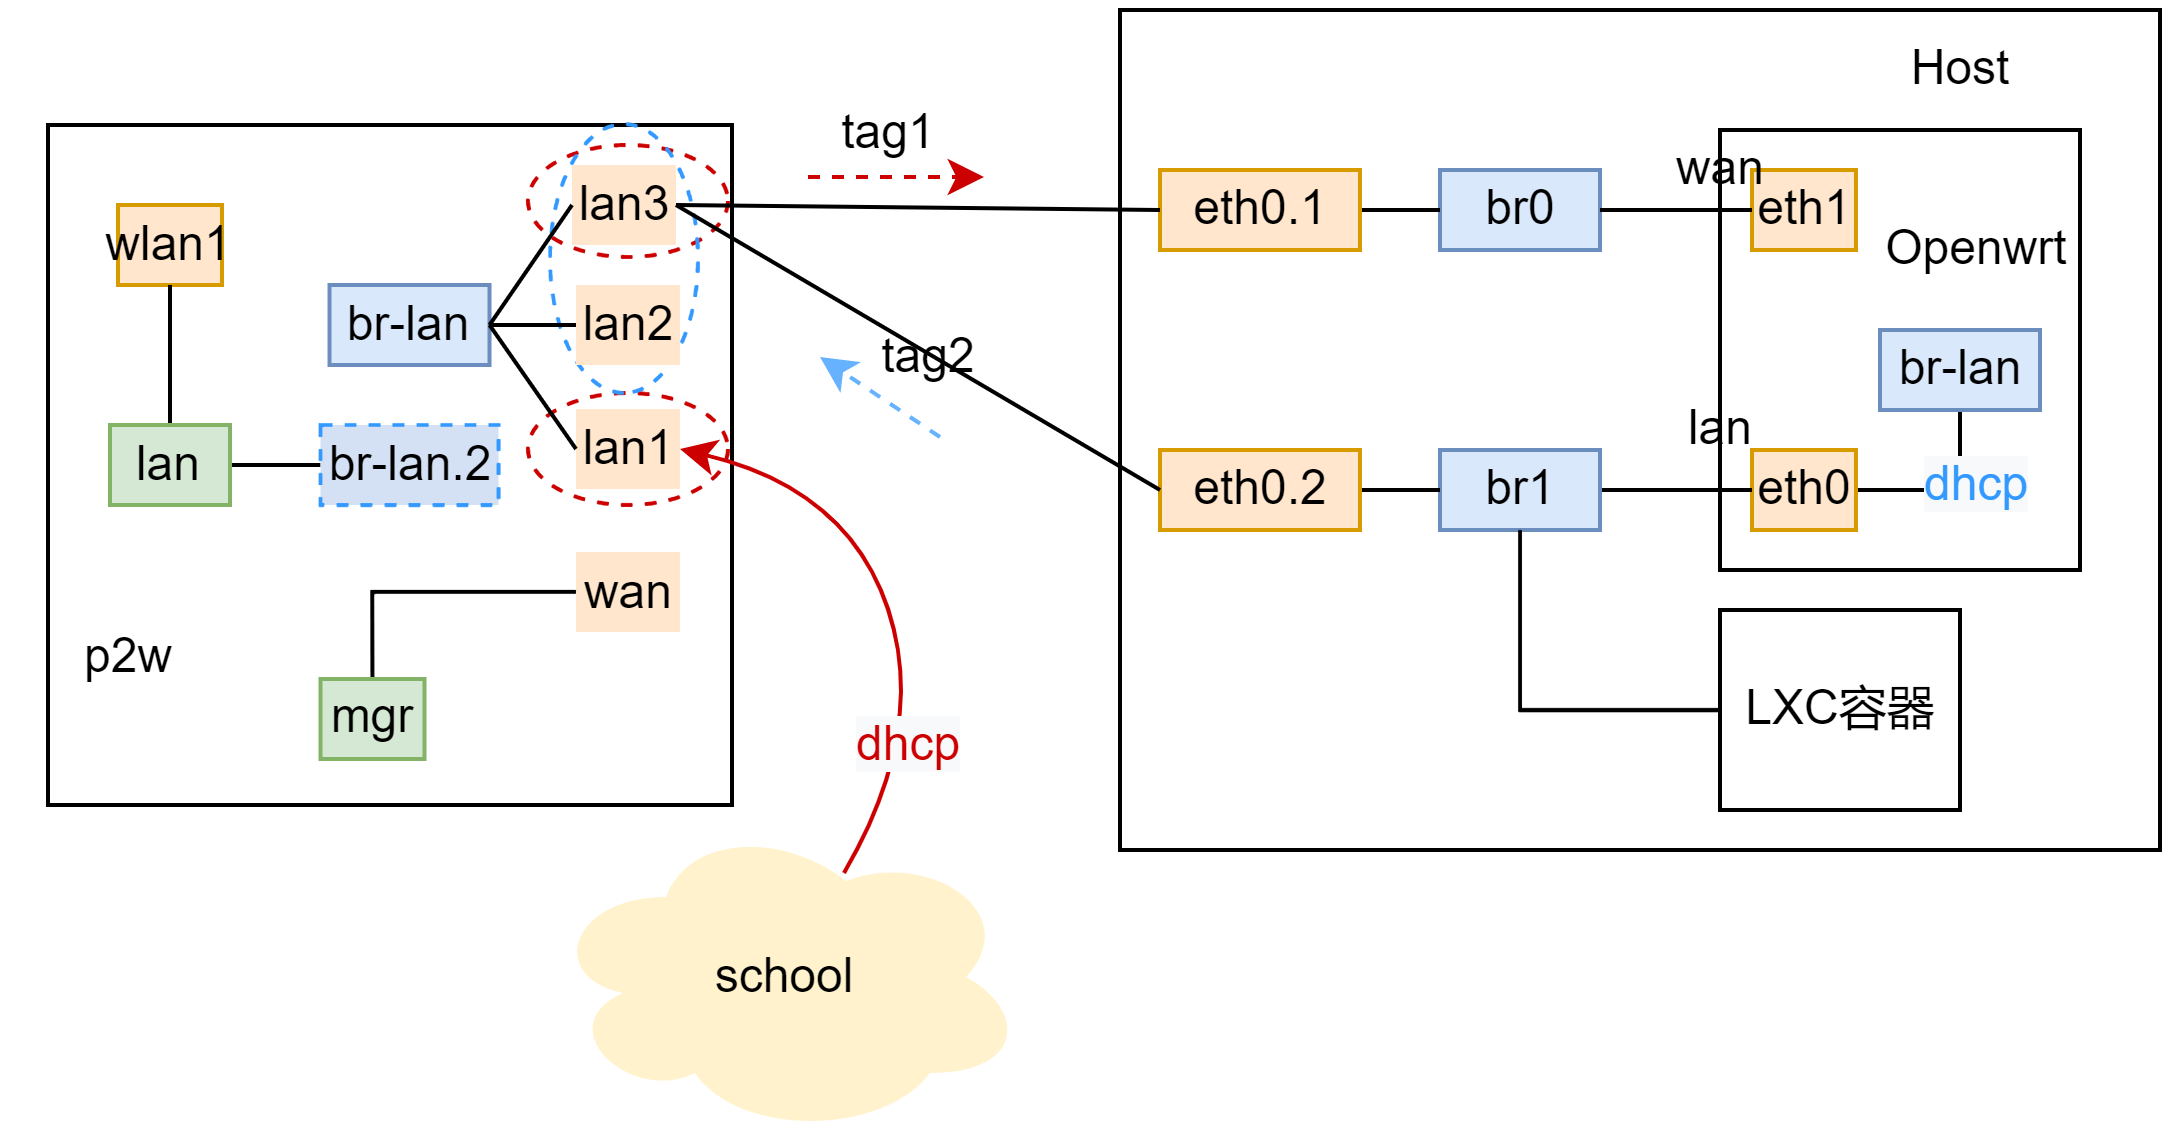 Host
tag1
wan
lan3
eth0.1
br0
eth1
wlan1
Openwrt
br-lan
lan2
tag2
br-lan
lan
lan1
lan
br-lan.2
eth0.2
br1
eth0
dhcp
wan
p2w
mgr
LXC容器
dhcp
school